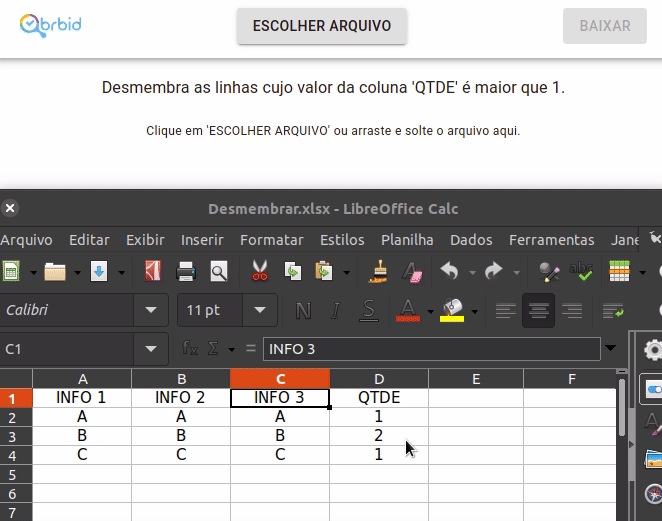 brbid
ESCOLHER ARQUIVO
BAIXAR
Desmembra as linhas cujo valor da coluna 'QTDE' é maior que 1.
Clique em 'ESCOLHER ARQUIVO' ou arraste e solte o arquivo aqui.
Desmembrar.xlsx - LibreOffice Calc
Arquivo Editar Exibir Inserir Formatar Estilos Planilha Dados Ferramentas Jane
Calibri 11 pt N I S A
C1 fx Σ = INFO 3
A B C D E F
1 INFO 1 INFO 2 INFO 3 QTDE
2 A A A 1
3 B B B 2
4 C C C 1
5
6
7